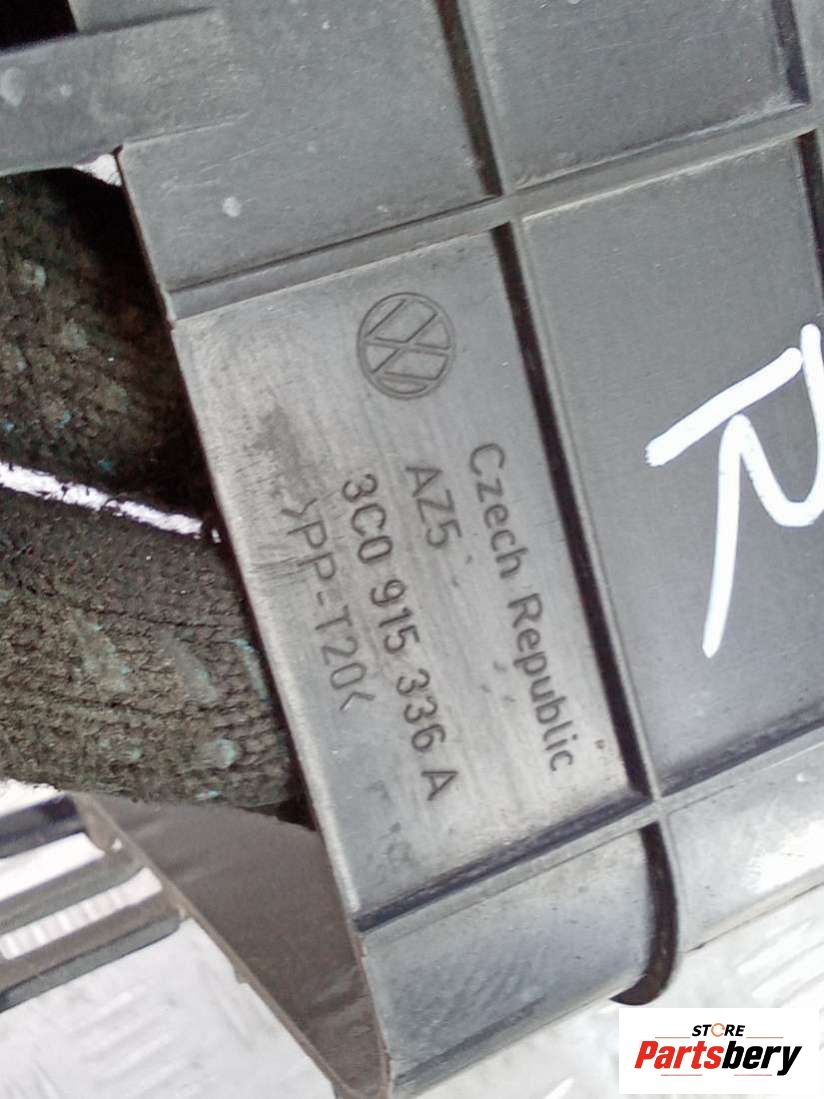 Czech Republic
AZ5
3C0 915 336 A
>PP-T20<
R
STORE
Partsbery